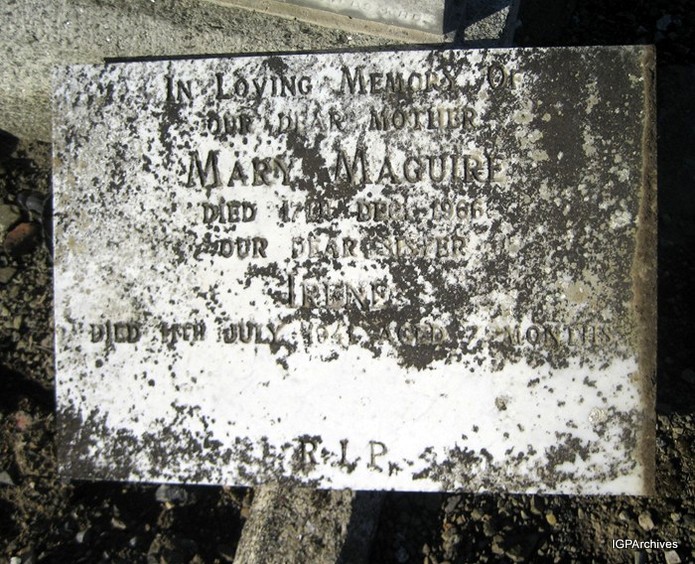 In Loving Memory Of
OUR DEAR MOTHER
Mary Maguire
DIED DEC. 1966
OUR DEAR SISTER
Irene
DIED 11TH JULY AGED MONTHS
R.I.P.
IGPArchives